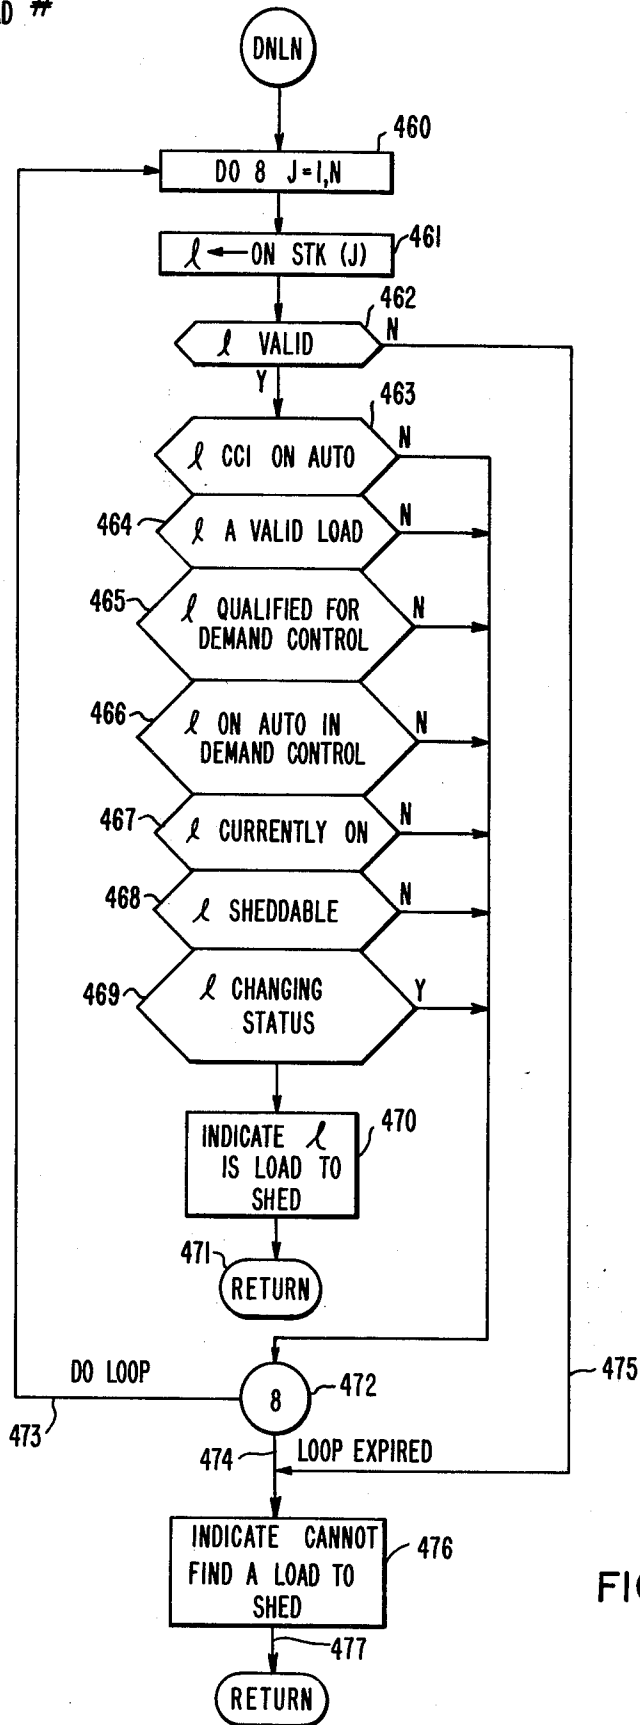 #
DNLN
460
DO 8 J=1,N
461
ℓ ← ON STK (J)
462
ℓ VALID
N
Y
463
ℓ CCI ON AUTO
N
464
ℓ A VALID LOAD
N
465
ℓ QUALIFIED FOR
DEMAND CONTROL
N
466
ℓ ON AUTO IN
DEMAND CONTROL
N
467
ℓ CURRENTLY ON
N
468
ℓ SHEDDABLE
N
469
ℓ CHANGING
STATUS
Y
470
INDICATE ℓ
IS LOAD TO
SHED
471
RETURN
DO LOOP
8
472
475
473
474
LOOP EXPIRED
INDICATE CANNOT
FIND A LOAD TO
SHED
476
477
RETURN